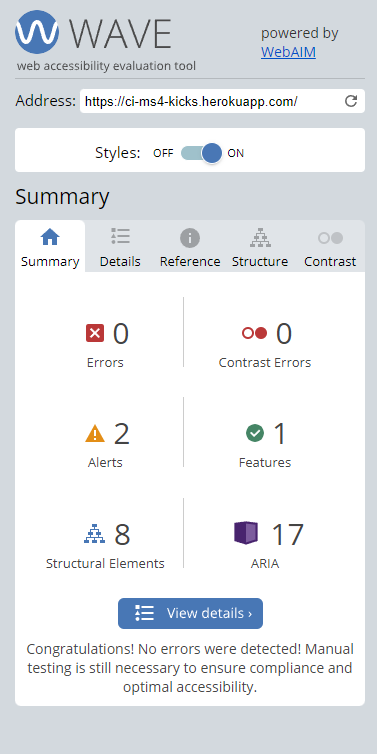 WAVE
web accessibility evaluation tool
powered by
WebAIM
Address: https://ci-ms4-kicks.herokuapp.com/
Styles: OFF ON
Summary
Summary Details Reference Structure Contrast
0 0
Errors Contrast Errors
2 1
Alerts Features
8 17
Structural Elements ARIA
View details ›
Congratulations! No errors were detected! Manual
testing is still necessary to ensure compliance and
optimal accessibility.